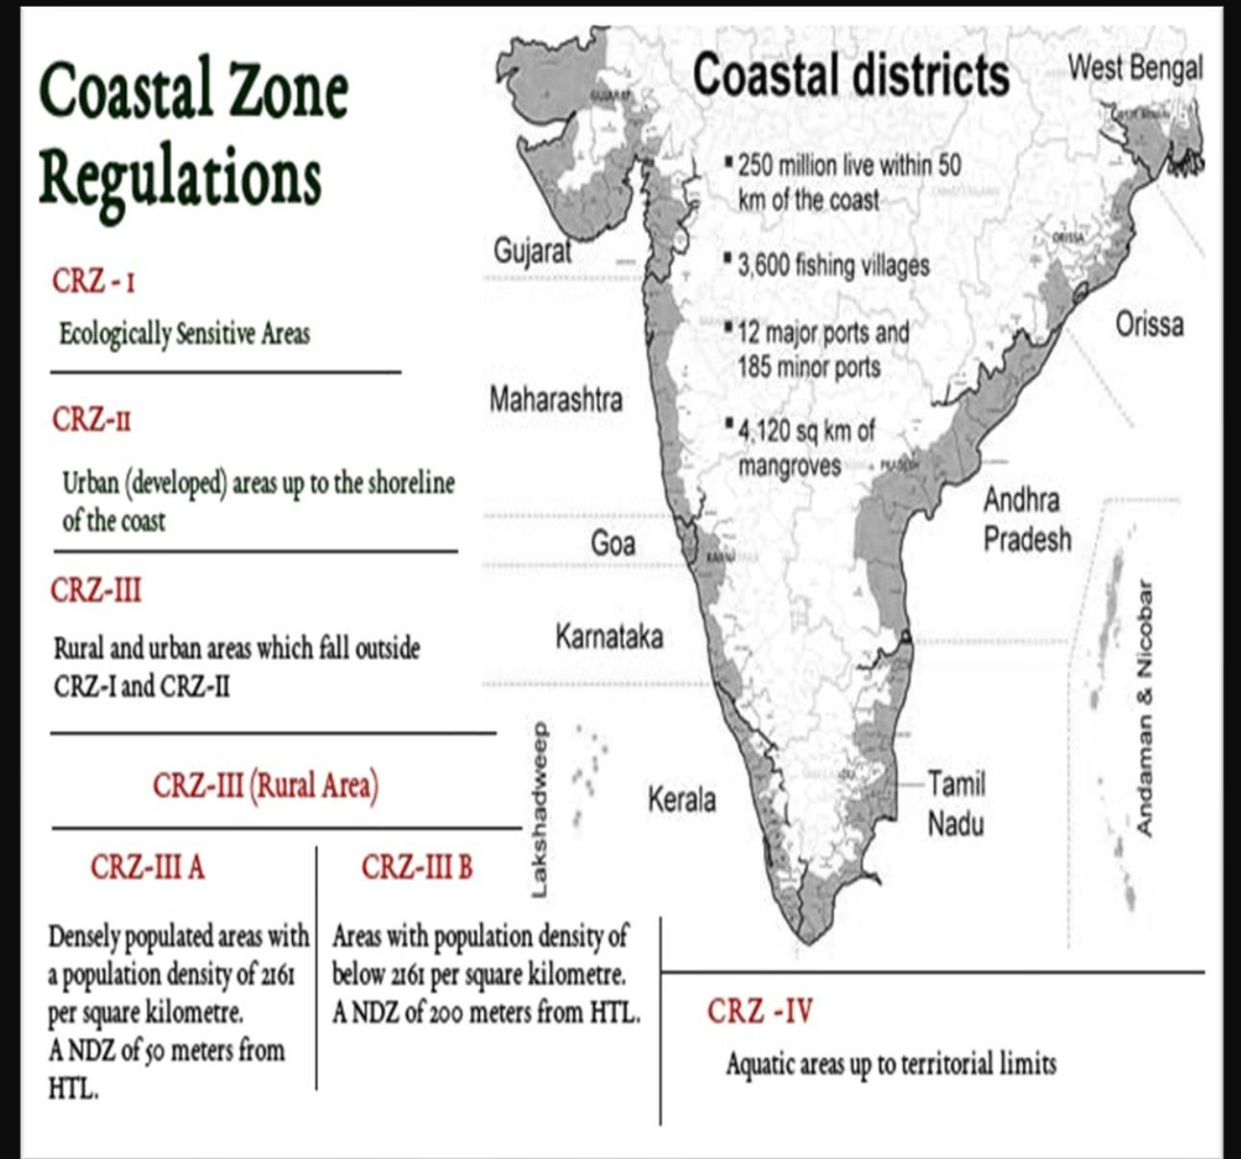 Coastal Zone
Regulations
CRZ - I
Ecologically Sensitive Areas
CRZ-II
Urban (developed) areas up to the shoreline
of the coast
CRZ-III
Rural and urban areas which fall outside
CRZ-I and CRZ-II
CRZ-III (Rural Area)
CRZ-III A
Densely populated areas with
a population density of 2161
per square kilometre.
A NDZ of 50 meters from
HTL.
CRZ-III B
Areas with population density of
below 2161 per square kilometre.
A NDZ of 200 meters from HTL.
CRZ -IV
Aquatic areas up to territorial limits
Coastal districts
▪ 250 million live within 50
km of the coast
▪ 3,600 fishing villages
▪ 12 major ports and
185 minor ports
▪ 4,120 sq km of
mangroves
West Bengal
GUJARAT
Gujarat
ORISSA
Orissa
Maharashtra
PRADESH
Andhra
Pradesh
Goa
Karnataka
Andaman & Nicobar
Lakshadweep
Kerala
Tamil
Nadu